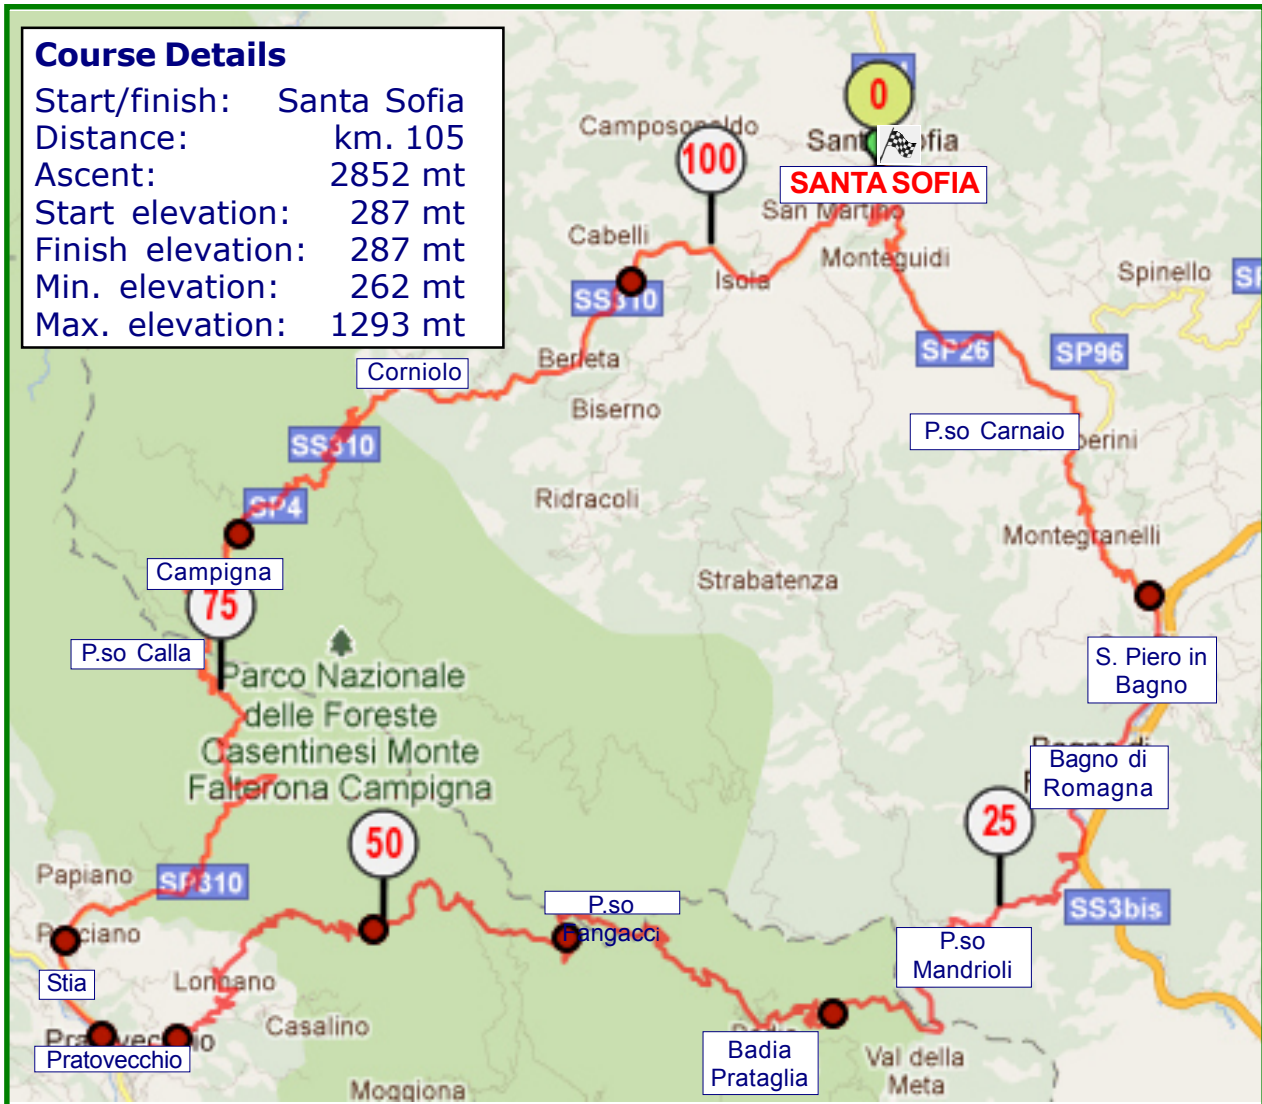 Course Details
Start/finish: Santa Sofia
Distance: km. 105
Ascent: 2852 mt
Start elevation: 287 mt
Finish elevation: 287 mt
Min. elevation: 262 mt
Max. elevation: 1293 mt
0
Camposonaldo
100
SANTA SOFIA
San Martino
Cabelli
Monteguidi
Isola
Spinello
SS310
SP26
SP96
Berleta
Corniolo
Biserno
P.so Carnaio
SS310
Ridracoli
SP4
Montegranelli
Campigna
Strabatenza
75
P.so Calla
S. Piero in
Bagno
Parco Nazionale
delle Foreste
Casentinesi Monte
Falterona Campigna
Bagno di
Romagna
25
50
Papiano
SP310
P.so
Fangacci
SS3bis
P.so
Mandrioli
Stia
Lonnano
Casalino
Pratovecchio
Badia
Prataglia
Val della
Meta
Moggiona